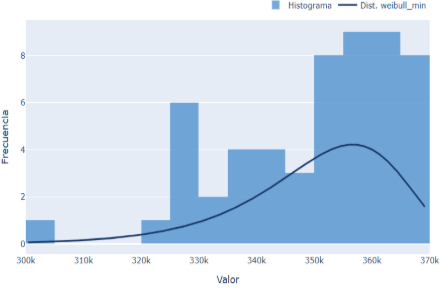 Histograma Dist. weibull_min
8
6
4
2
0
Frecuencia
300k 310k 320k 330k 340k 350k 360k 370k
Valor